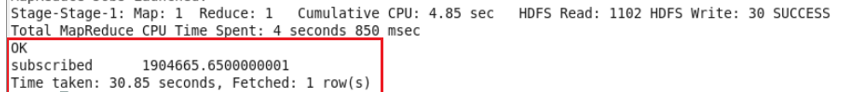 Stage-Stage-1: Map: 1  Reduce: 1   Cumulative CPU: 4.85 sec   HDFS Read: 1102 HDFS Write: 30 SUCCESS
Total MapReduce CPU Time Spent: 4 seconds 850 msec
OK
subscribed      1904665.6500000001
Time taken: 30.85 seconds, Fetched: 1 row(s)